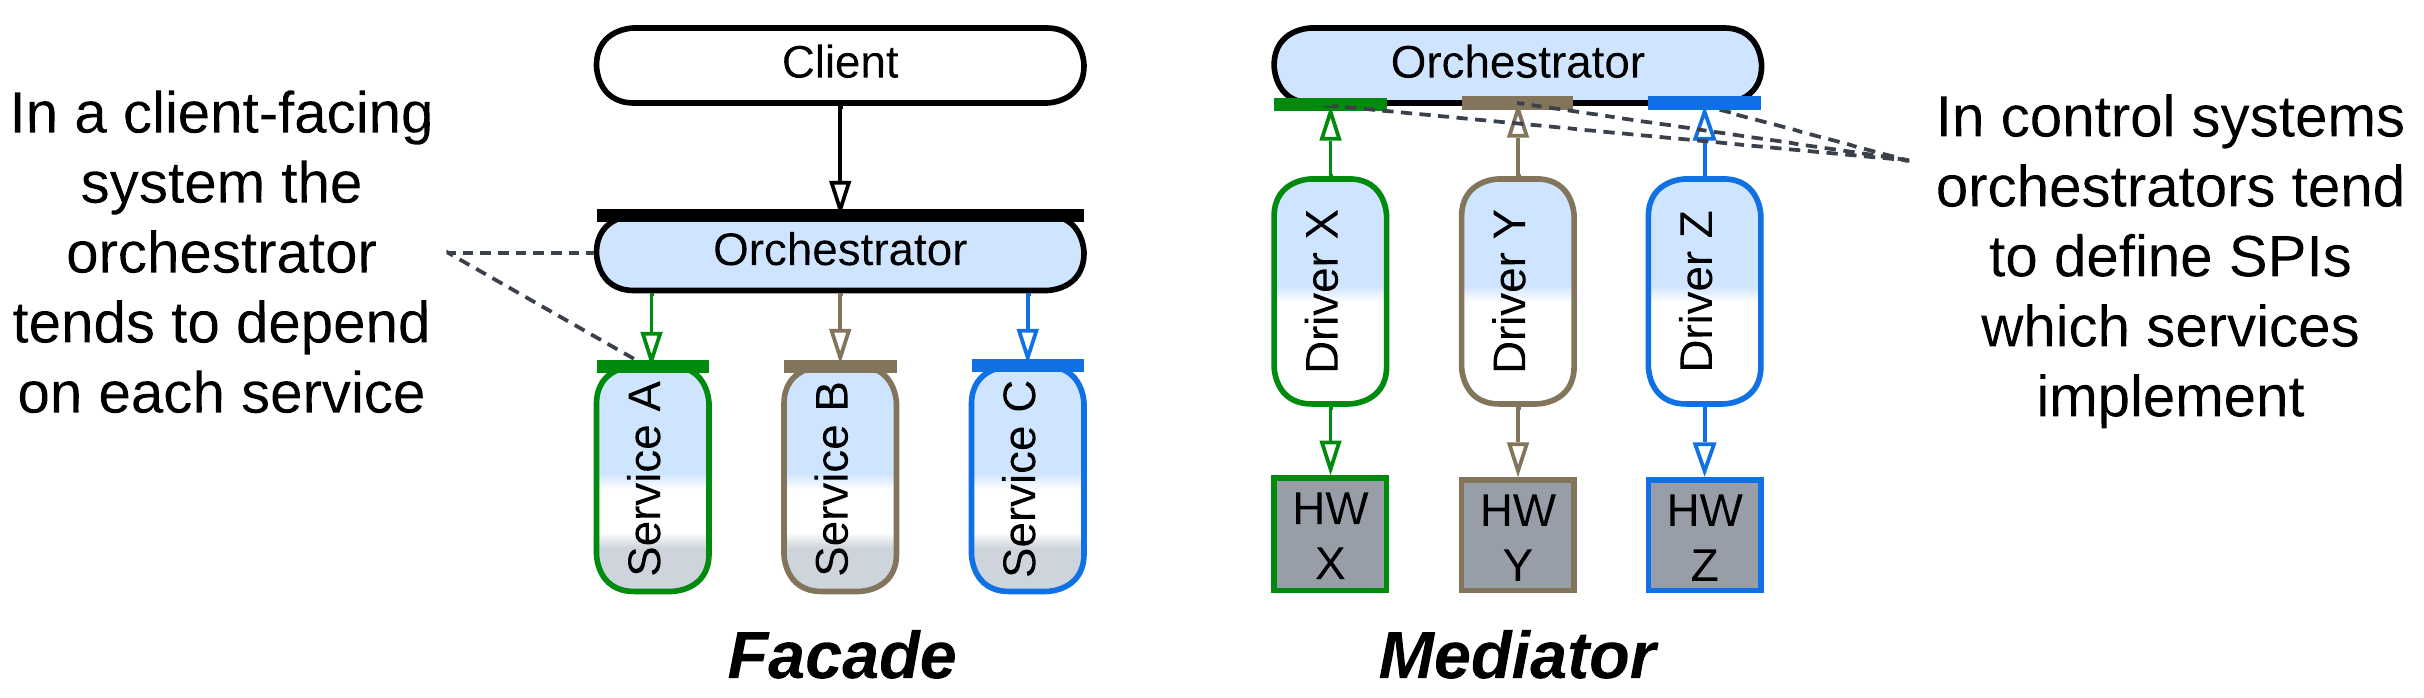 In a client-facing
system the
orchestrator
tends to depend
on each service
Client
Orchestrator
Service A
Service B
Service C
Facade
Orchestrator
Driver X
Driver Y
Driver Z
HW
X
HW
Y
HW
Z
Mediator
In control systems
orchestrators tend
to define SPIs
which services
implement